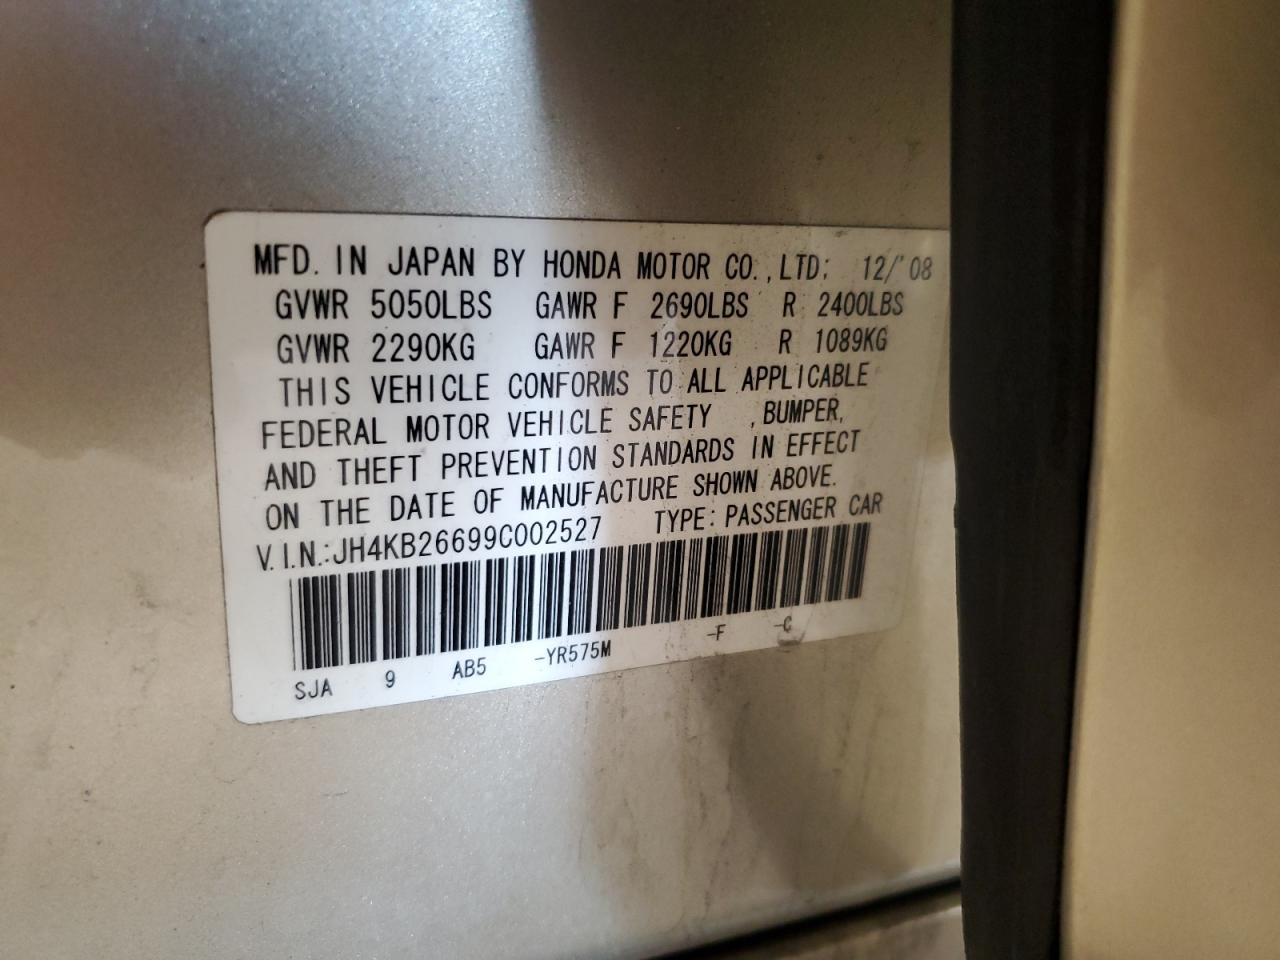 MFD. IN JAPAN BY HONDA MOTOR CO.,LTD: 12/'08
GVWR 5050LBS GAWR F 2690LBS R 2400LBS
GVWR 2290KG GAWR F 1220KG R 1089KG
THIS VEHICLE CONFORMS TO ALL APPLICABLE
FEDERAL MOTOR VEHICLE SAFETY , BUMPER,
AND THEFT PREVENTION STANDARDS IN EFFECT
ON THE DATE OF MANUFACTURE SHOWN ABOVE.
V.I.N.:JH4KB26699C002527 TYPE:PASSENGER CAR
SJA 9 AB5 -YR575M -F -C